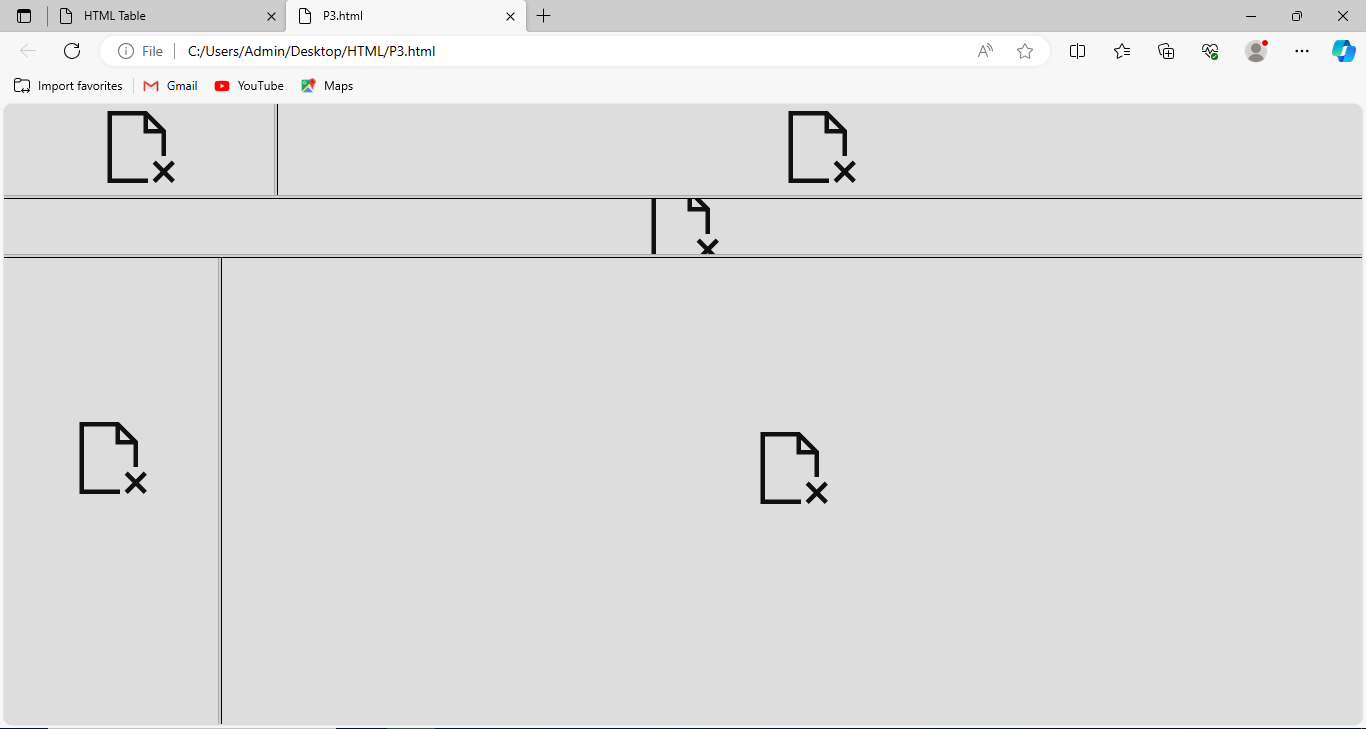 HTML Table P3.html
File C:/Users/Admin/Desktop/HTML/P3.html A
Import favorites Gmail YouTube Maps